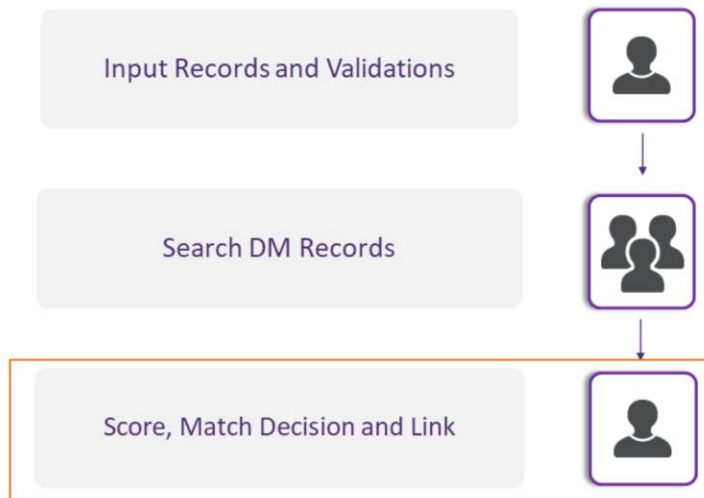 Input Records and Validations
Search DM Records
Score, Match Decision and Link